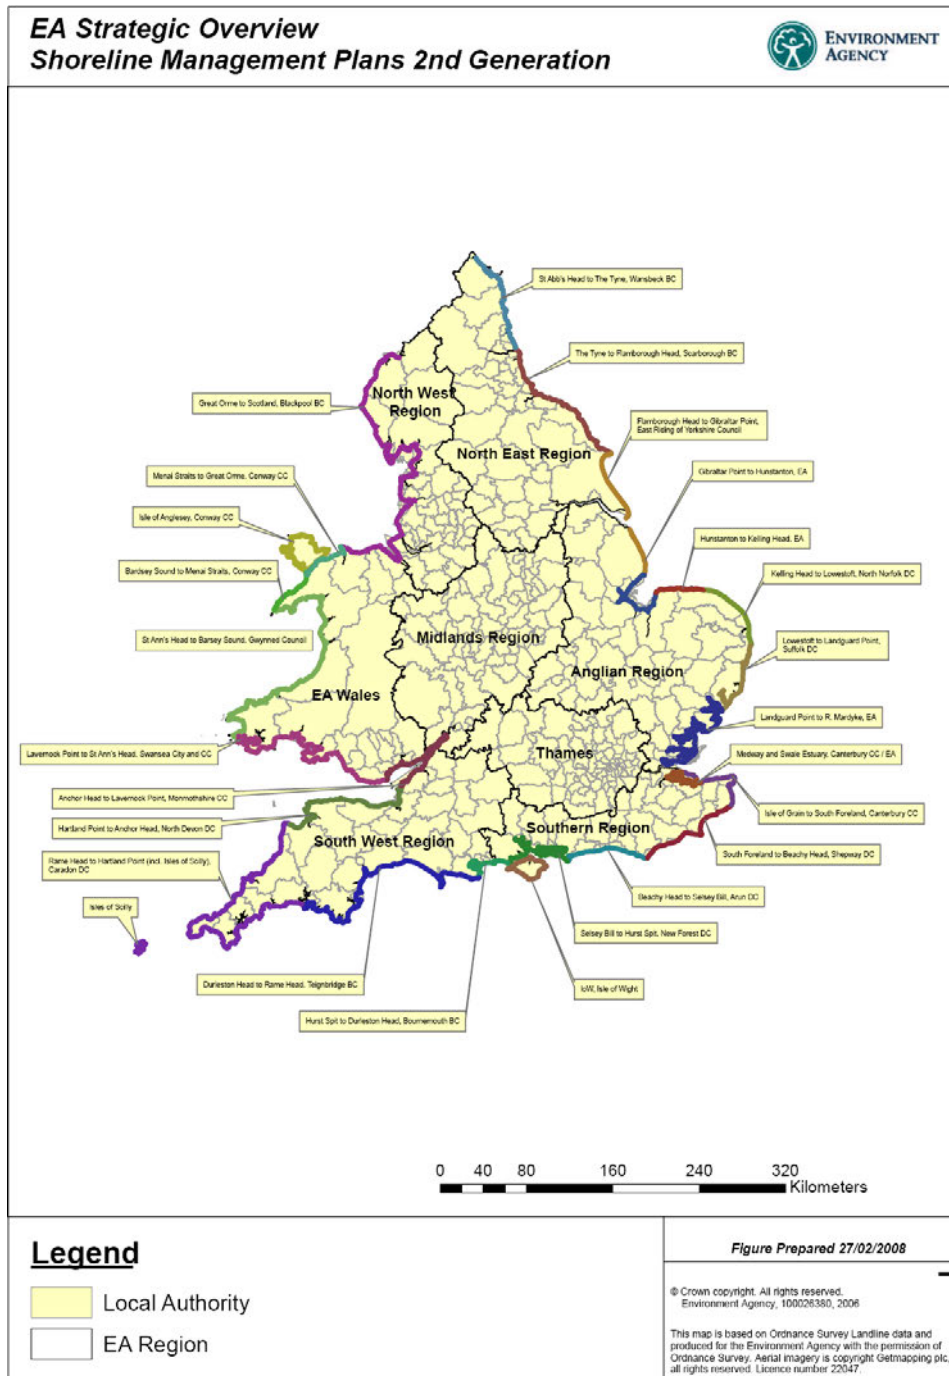 EA Strategic Overview
Shoreline Management Plans 2nd Generation
ENVIRONMENT
AGENCY
St Abb's Head to The Tyne, Wansbeck BC
The Tyne to Flamborough Head, Scarborough BC
North West
Region
Great Orme to Scotland, Blackpool BC
Flamborough Head to Gibraltar Point,
East Riding of Yorkshire Council
North East Region
Gibraltar Point to Hunstanton, EA
Menai Straits to Great Orme, Conway CC
Isle of Anglesey, Conway CC
Hunstanton to Kelling Head, EA
Bardsey Sound to Menai Straits, Conway CC
Kelling Head to Lowestoft, North Norfolk DC
St Ann's Head to Barsey Sound, Gwynned Council
Midlands Region
Lowestoft to Landguard Point,
Suffolk DC
Anglian Region
EA Wales
Landguard Point to R. Mardyke, EA
Lavernock Point to St Ann's Head, Swansea City and CC
Thames
Medway and Swale Estuary, Canterbury CC / EA
Anchor Head to Lavernock Point, Monmothshire CC
Isle of Grain to South Foreland, Canterbury CC
Hartland Point to Anchor Head, North Devon DC
Southern Region
South West Region
South Foreland to Beachy Head, Shepway DC
Rame Head to Hartland Point (incl. Isles of Scilly),
Caradon DC
Beachy Head to Selsey Bill, Arun DC
Isles of Scilly
Selsey Bill to Hurst Spit, New Forest DC
Durleston Head to Rame Head, Teignbridge BC
IoW, Isle of Wight
Hurst Spit to Durleston Head, Bournemouth BC
0 40 80 160 240 320
Kilometers
Legend
Local Authority
EA Region
Figure Prepared 27/02/2008
© Crown copyright. All rights reserved.
Environment Agency, 100026380, 2006
This map is based on Ordnance Survey Landline data and
produced for the Environment Agency with the permission of
Ordnance Survey. Aerial imagery is copyright Getmapping plc,
all rights reserved. Licence number 22047.